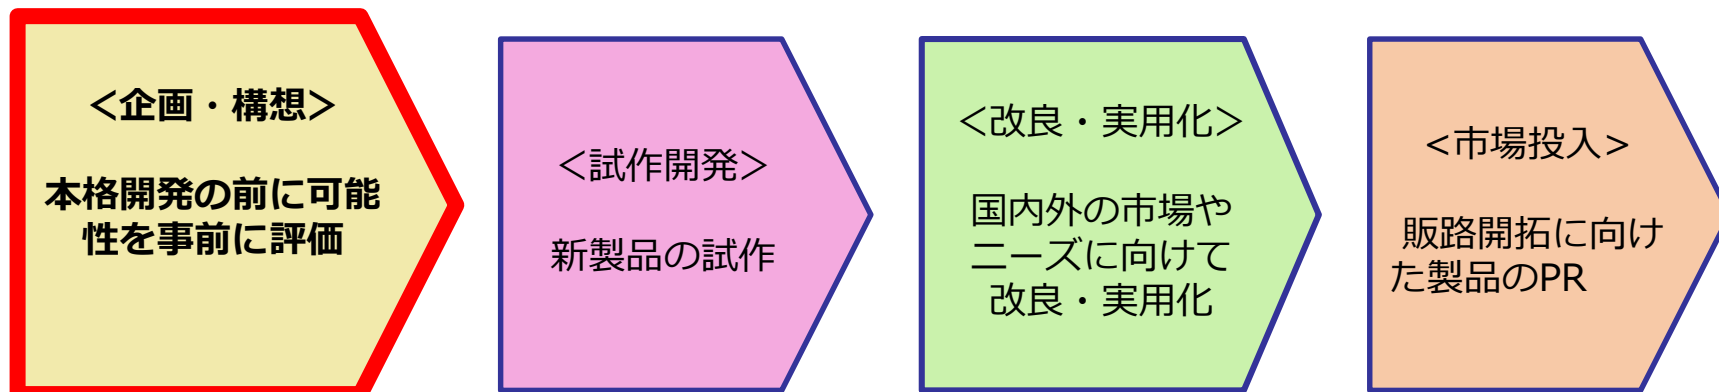 ＜企画・構想＞
本格開発の前に可能
性を事前に評価
＜試作開発＞
新製品の試作
＜改良・実用化＞
国内外の市場や
ニーズに向けて
改良・実用化
<市場投入>
販路開拓に向け
た製品のPR